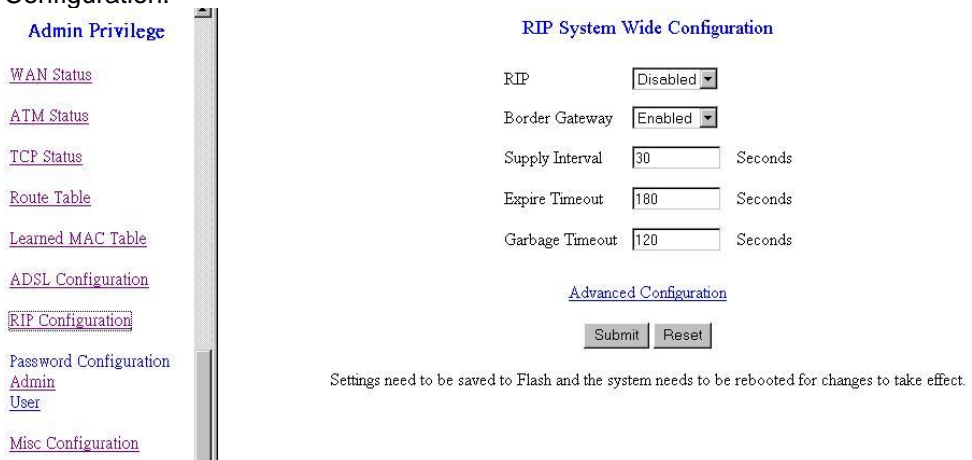 Configuration.
Admin Privilege
WAN Status
ATM Status
TCP Status
Route Table
Learned MAC Table
ADSL Configuration
RIP Configuration
Password Configuration
Admin
User
Misc Configuration
RIP System Wide Configuration
RIP Disabled
Border Gateway Enabled
Supply Interval 30 Seconds
Expire Timeout 180 Seconds
Garbage Timeout 120 Seconds
Advanced Configuration
Submit Reset
Settings need to be saved to Flash and the system needs to be rebooted for changes to take effect.